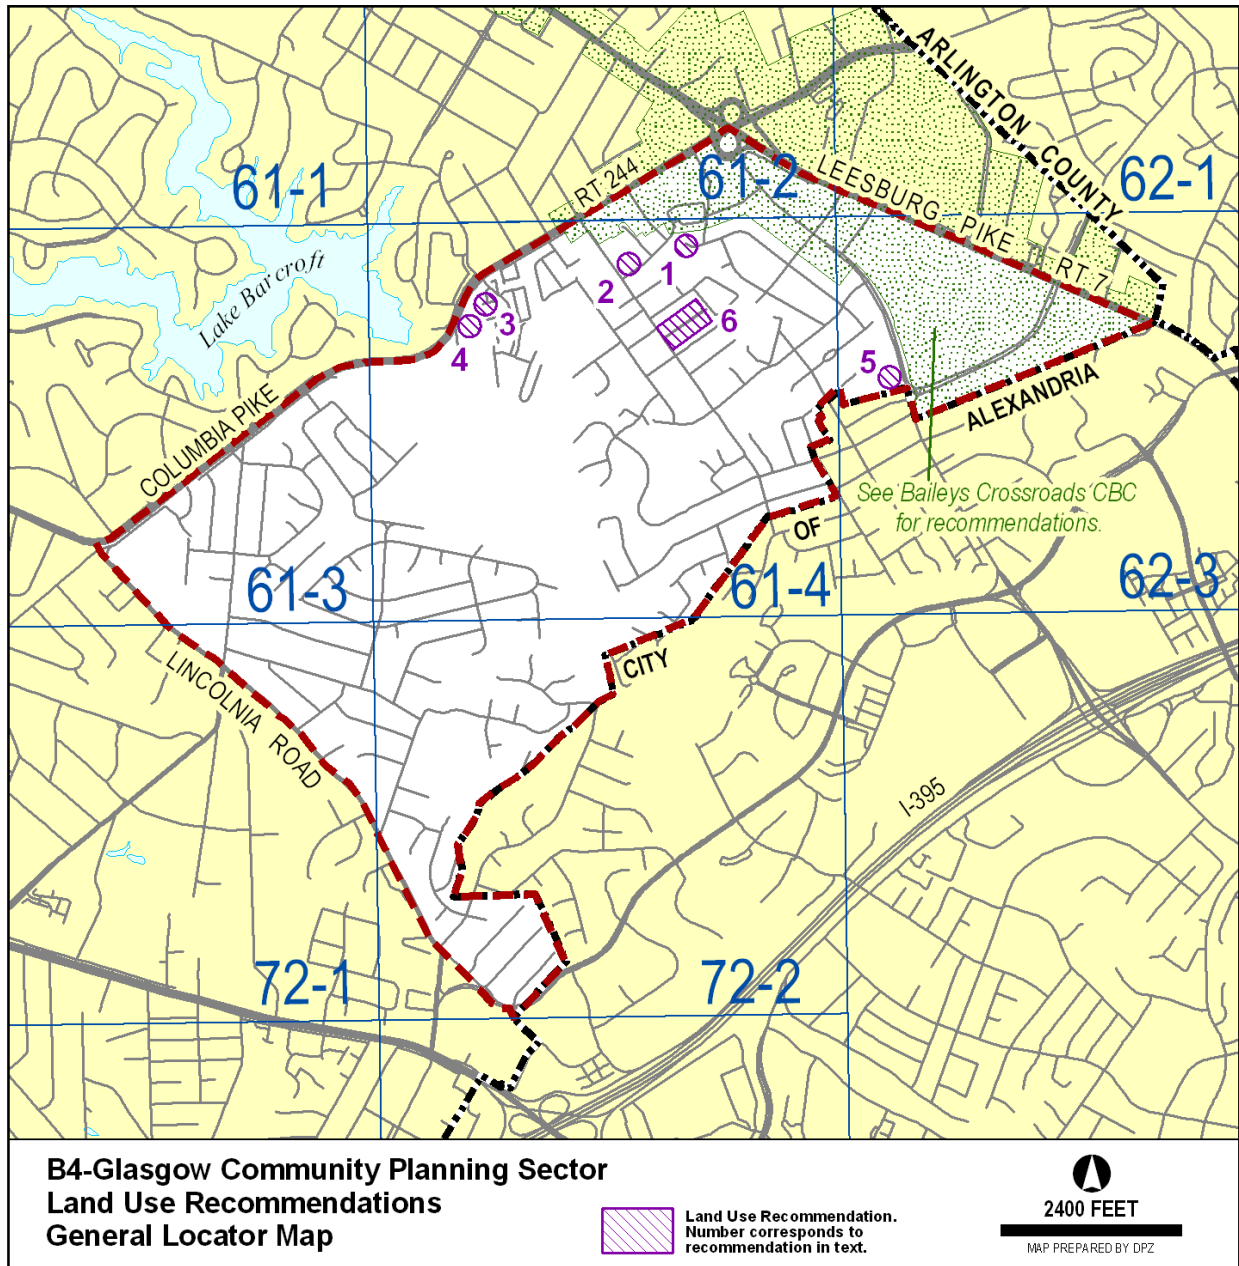 ARLINGTON
COUNTY
61-1
RT 244
61-2
LEESBURG PIKE
62-1
RT 7
Lake Barcroft
1
2
3
4
6
5
COLUMBIA PIKE
ALEXANDRIA
See Baileys Crossroads CBC
for recommendations.
OF
61-3
61-4
62-3
CITY
LINCOLNIA ROAD
I-395
72-1
72-2
B4-Glasgow Community Planning Sector
Land Use Recommendations
General Locator Map
Land Use Recommendation.
Number corresponds to
recommendation in text.
2400 FEET
MAP PREPARED BY DPZ